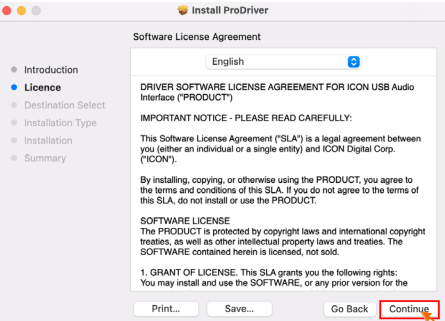 Install ProDriver
Software License Agreement
English
Introduction
Licence
Destination Select
Installation Type
Installation
Summary
DRIVER SOFTWARE LICENSE AGREEMENT FOR ICON USB Audio
Interface ("PRODUCT")
IMPORTANT NOTICE - PLEASE READ CAREFULLY:
This Software License Agreement ("SLA") is a legal agreement between
you (either an individual or a single entity) and ICON Digital Corp.
("ICON").
By installing, copying, or otherwise using the PRODUCT, you agree to
the terms and conditions of this SLA. If you do not agree to the terms of
this SLA, do not install or use the PRODUCT.
SOFTWARE LICENSE
The PRODUCT is protected by copyright laws and international copyright
treaties, as well as other intellectual property laws and treaties. The
SOFTWARE contained herein is licensed, not sold.
1. GRANT OF LICENSE. This SLA grants you the following rights:
You may install and use the SOFTWARE, or any prior version for the
Print... Save... Go Back Continue